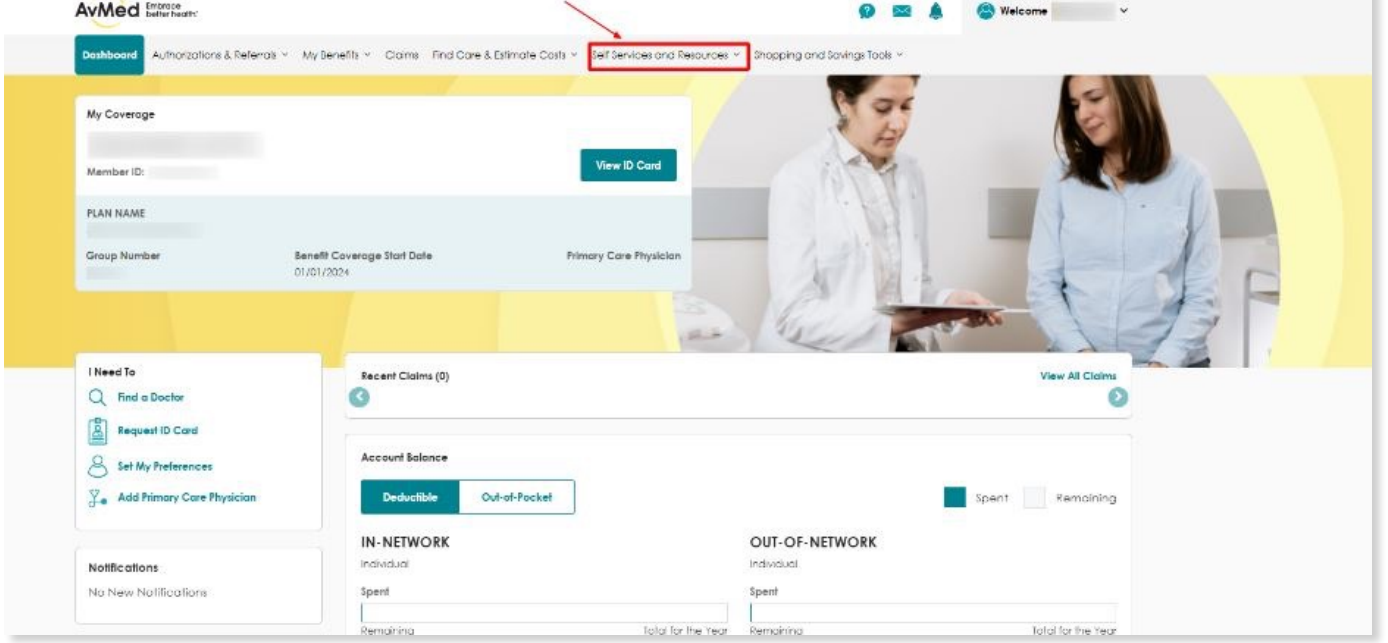 AvMed Embrace better health.
Welcome
Dashboard Authorizations & Referrals My Benefits Claims Find Care & Estimate Costs Self Services and Resources Shopping and Savings Tools
My Coverage
Member ID:
View ID Card
PLAN NAME
Group Number Benefit Coverage Start Date Primary Care Physician
01/01/2024
I Need To
Find a Doctor
Request ID Card
Set My Preferences
Add Primary Care Physician
Notifications
No New Notifications
Recent Claims (0) View All Claims
Account Balance
Deductible Out-of-Pocket Spent Remaining
IN-NETWORK OUT-OF-NETWORK
Individual Individual
Spent Spent
Remaining Total for the Year Remaining Total for the Year